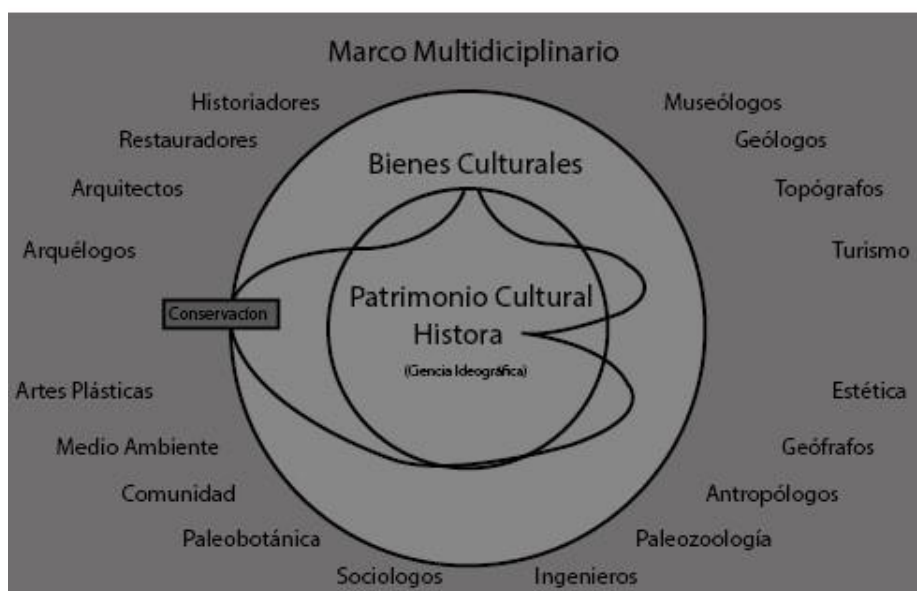 Marco Multidiciplinario
Historiadores
Museólogos
Restauradores
Geólogos
Bienes Culturales
Arquitectos
Topógrafos
Arquélogos
Turismo
Patrimonio Cultural
Conservacion
Histora
(Ciencia Ideográfica)
Artes Plásticas
Estética
Medio Ambiente
Geófrafos
Comunidad
Antropólogos
Paleobotánica
Paleozoología
Sociologos
Ingenieros